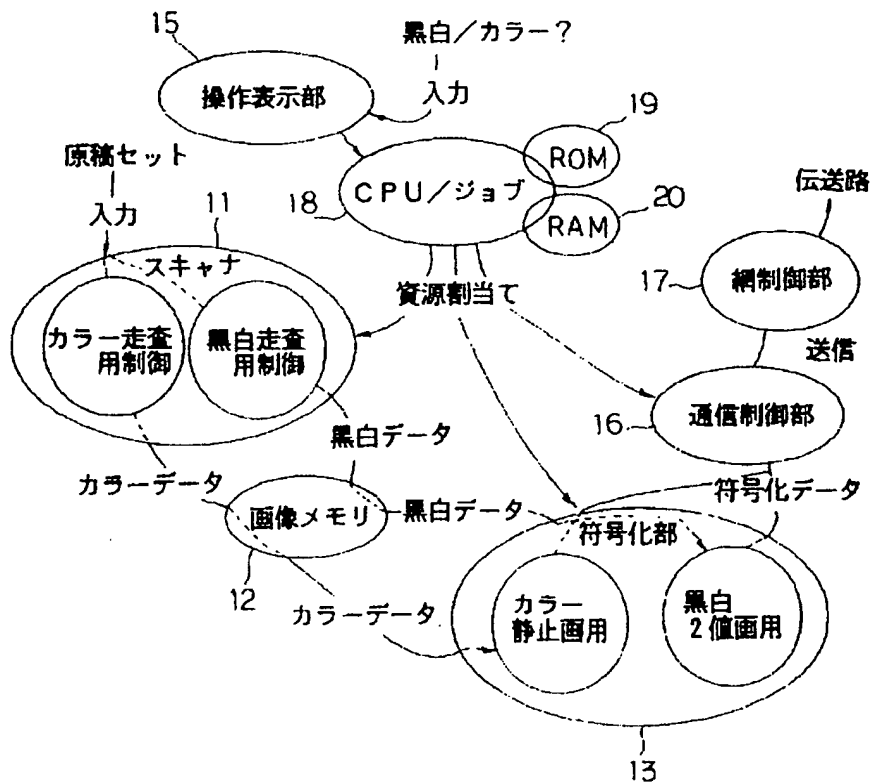 15
黒白/カラー?
操作表示部
入力
19
ROM
原稿セット
CPU/ジョブ
18
20
RAM
伝送路
入力
11
スキャナ
17
網制御部
資源割当て
カラー走査
用制御
黒白走査
用制御
送信
16
通信制御部
黒白データ
カラーデータ
符号化データ
画像メモリ
黒白データ
符号化部
12
カラーデータ
カラー
静止画用
黒白
2値画用
13